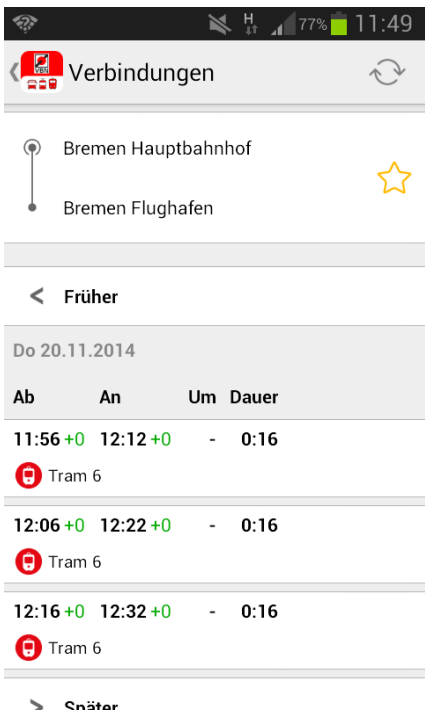 H 77% 11:49
VBN Verbindungen
Bremen Hauptbahnhof
Bremen Flughafen
< Früher
Do 20.11.2014
Ab An Um Dauer
11:56 +0 12:12 +0 - 0:16
Tram 6
12:06 +0 12:22 +0 - 0:16
Tram 6
12:16 +0 12:32 +0 - 0:16
Tram 6
> Später